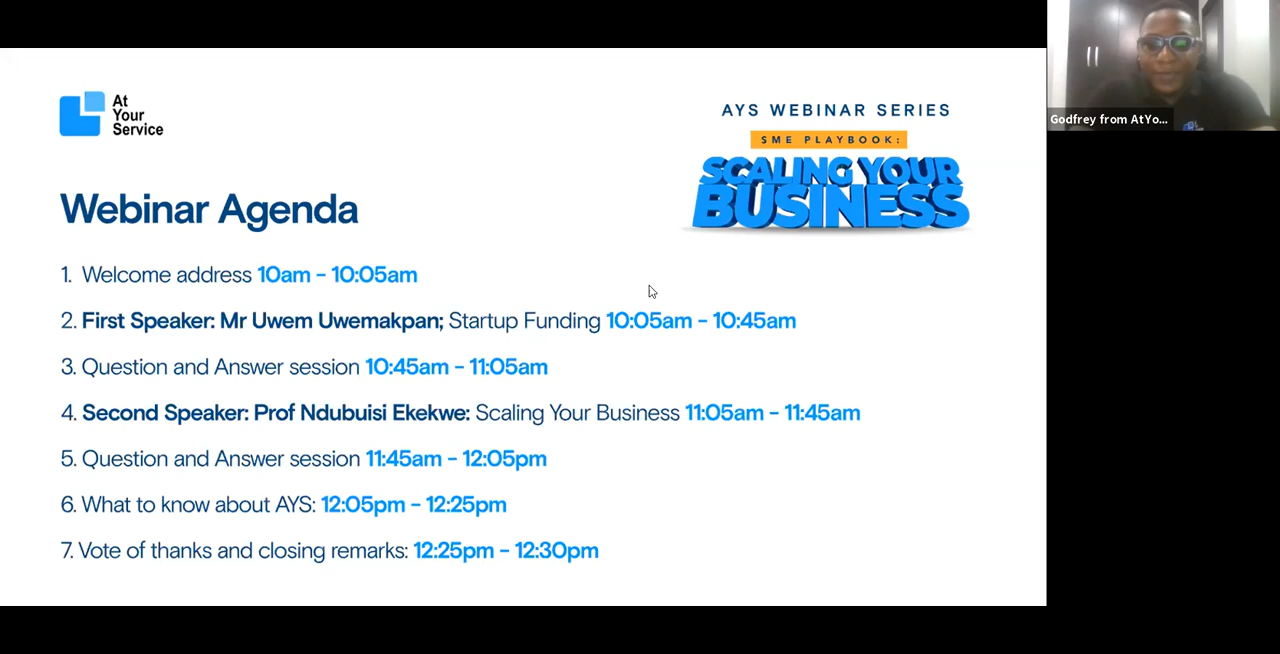 At
Your
Service
AYS WEBINAR SERIES
SME PLAYBOOK:
SCALING YOUR
BUSINESS
Webinar Agenda
1. Welcome address 10am - 10:05am
2. First Speaker: Mr Uwem Uwemakpan; Startup Funding 10:05am - 10:45am
3. Question and Answer session 10:45am - 11:05am
4. Second Speaker: Prof Ndubuisi Ekekwe: Scaling Your Business 11:05am - 11:45am
5. Question and Answer session 11:45am - 12:05pm
6. What to know about AYS: 12:05pm - 12:25pm
7. Vote of thanks and closing remarks: 12:25pm - 12:30pm
Godfrey from AtYo...